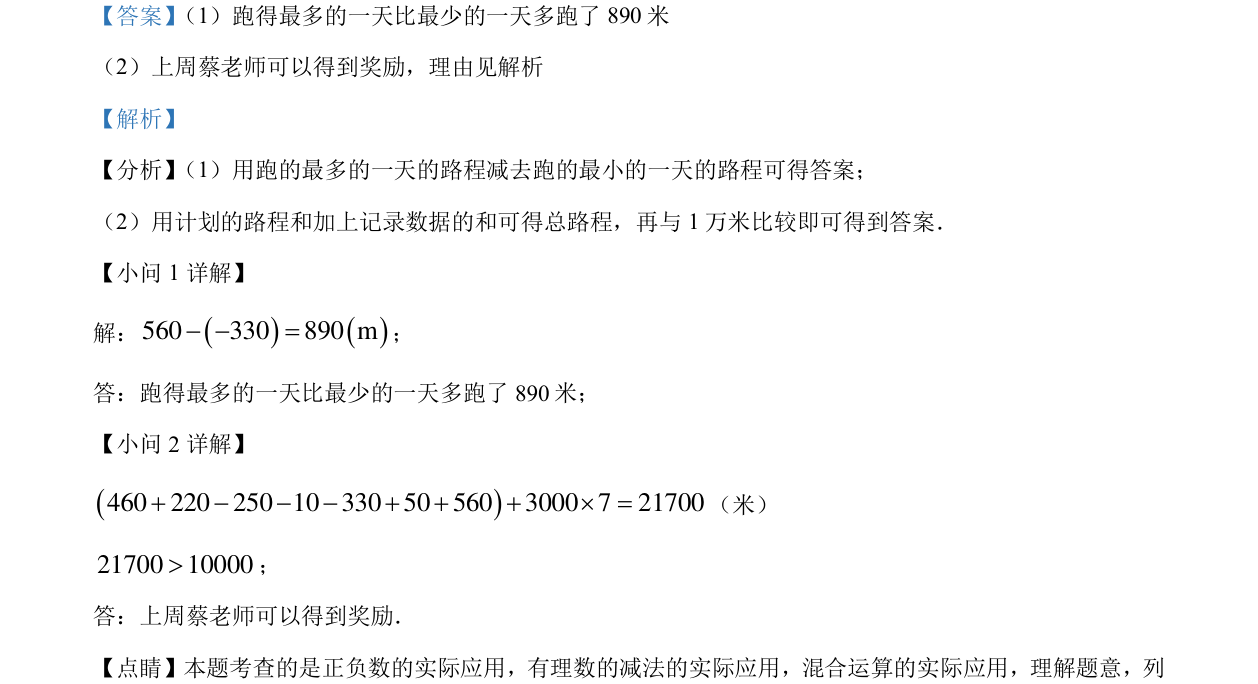 【答案】（1）跑得最多的一天比最少的一天多跑了 890 米
（2）上周蔡老师可以得到奖励，理由见解析
【解析】
【分析】（1）用跑的最多的一天的路程减去跑的最小的一天的路程可得答案；
（2）用计划的路程和加上记录数据的和可得总路程，再与 1 万米比较即可得到答案．
【小问 1 详解】
解：560−(−330)=890(m)；
答：跑得最多的一天比最少的一天多跑了 890 米；
【小问 2 详解】
(460+220−250−10−330+50+560)+3000×7=21700（米）
21700>10000；
答：上周蔡老师可以得到奖励．
【点睛】本题考查的是正负数的实际应用，有理数的减法的实际应用，混合运算的实际应用，理解题意，列